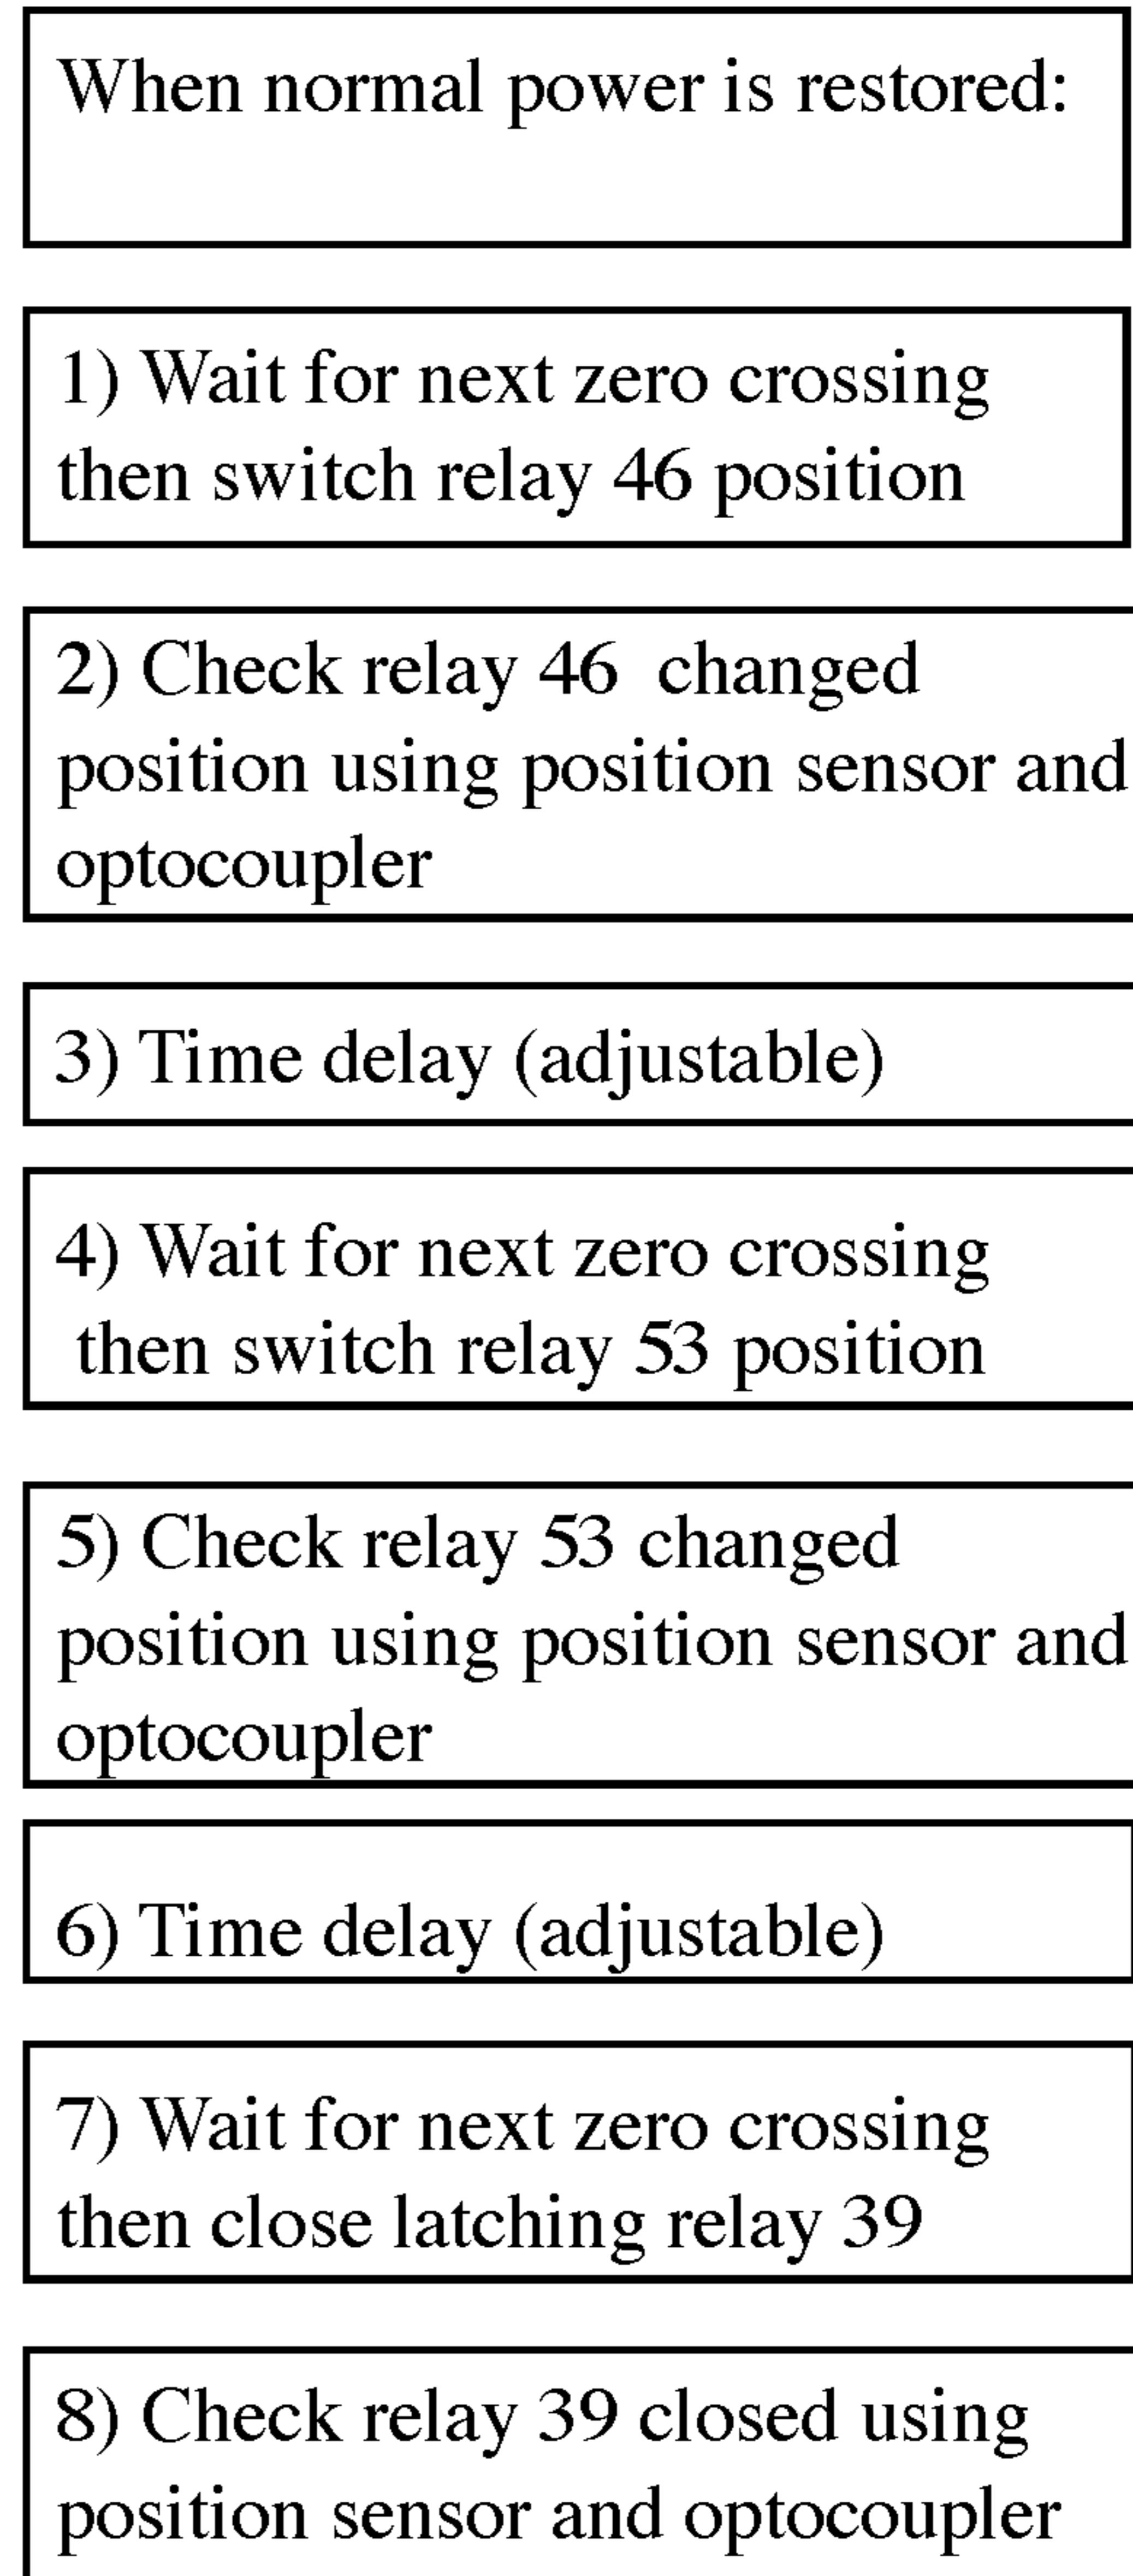 When normal power is restored:
1) Wait for next zero crossing
then switch relay 46 position
2) Check relay 46  changed
position using position sensor and
optocoupler
3) Time delay (adjustable)
4) Wait for next zero crossing
then switch relay 53 position
5) Check relay 53 changed
position using position sensor and
optocoupler
6) Time delay (adjustable)
7) Wait for next zero crossing
then close latching relay 39
8) Check relay 39 closed using
position sensor and optocoupler